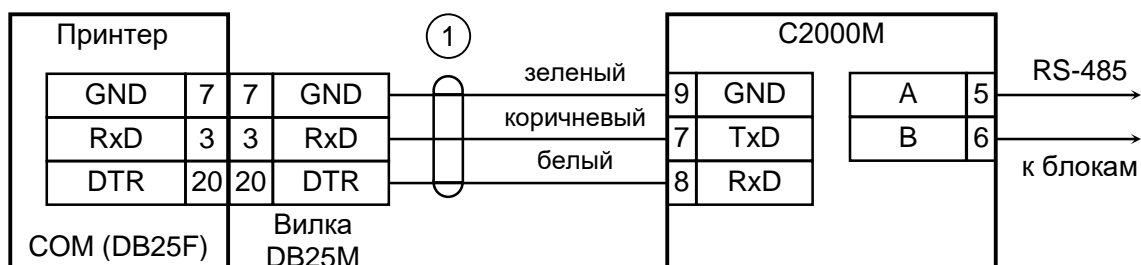 Принтер
1
С2000М
GND 7 7 GND
зеленый
9 GND
A 5
RS-485
RxD 3 3 RxD
коричневый
7 TxD
B 6
DTR 20 20 DTR
белый
8 RxD
к блокам
COM (DB25F)
Вилка
DB25M